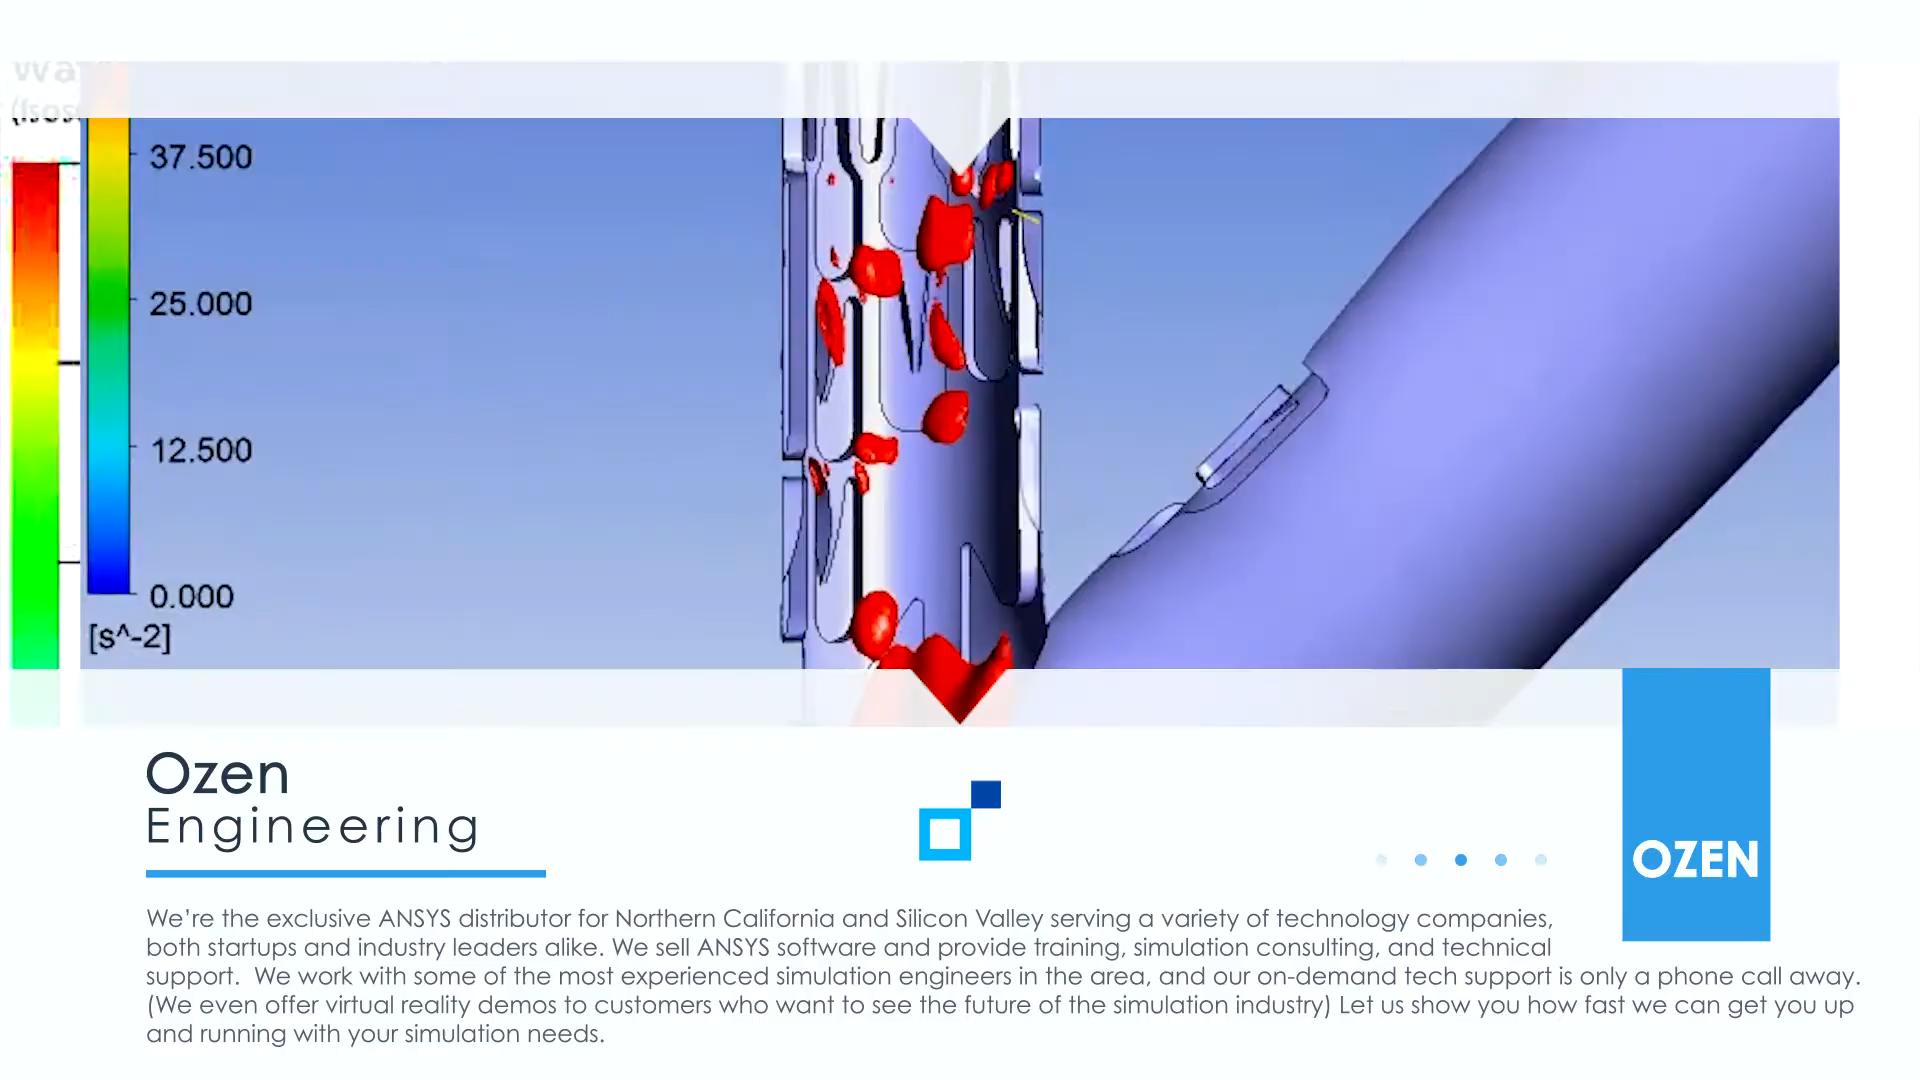 37.500
25.000
12.500
0.000
[s^-2]
Ozen
Engineering
OZEN
We're the exclusive ANSYS distributor for Northern California and Silicon Valley serving a variety of technology companies,
both startups and industry leaders alike. We sell ANSYS software and provide training, simulation consulting, and technical
support.  We work with some of the most experienced simulation engineers in the area, and our on-demand tech support is only a phone call away.
(We even offer virtual reality demos to customers who want to see the future of the simulation industry) Let us show you how fast we can get you up
and running with your simulation needs.